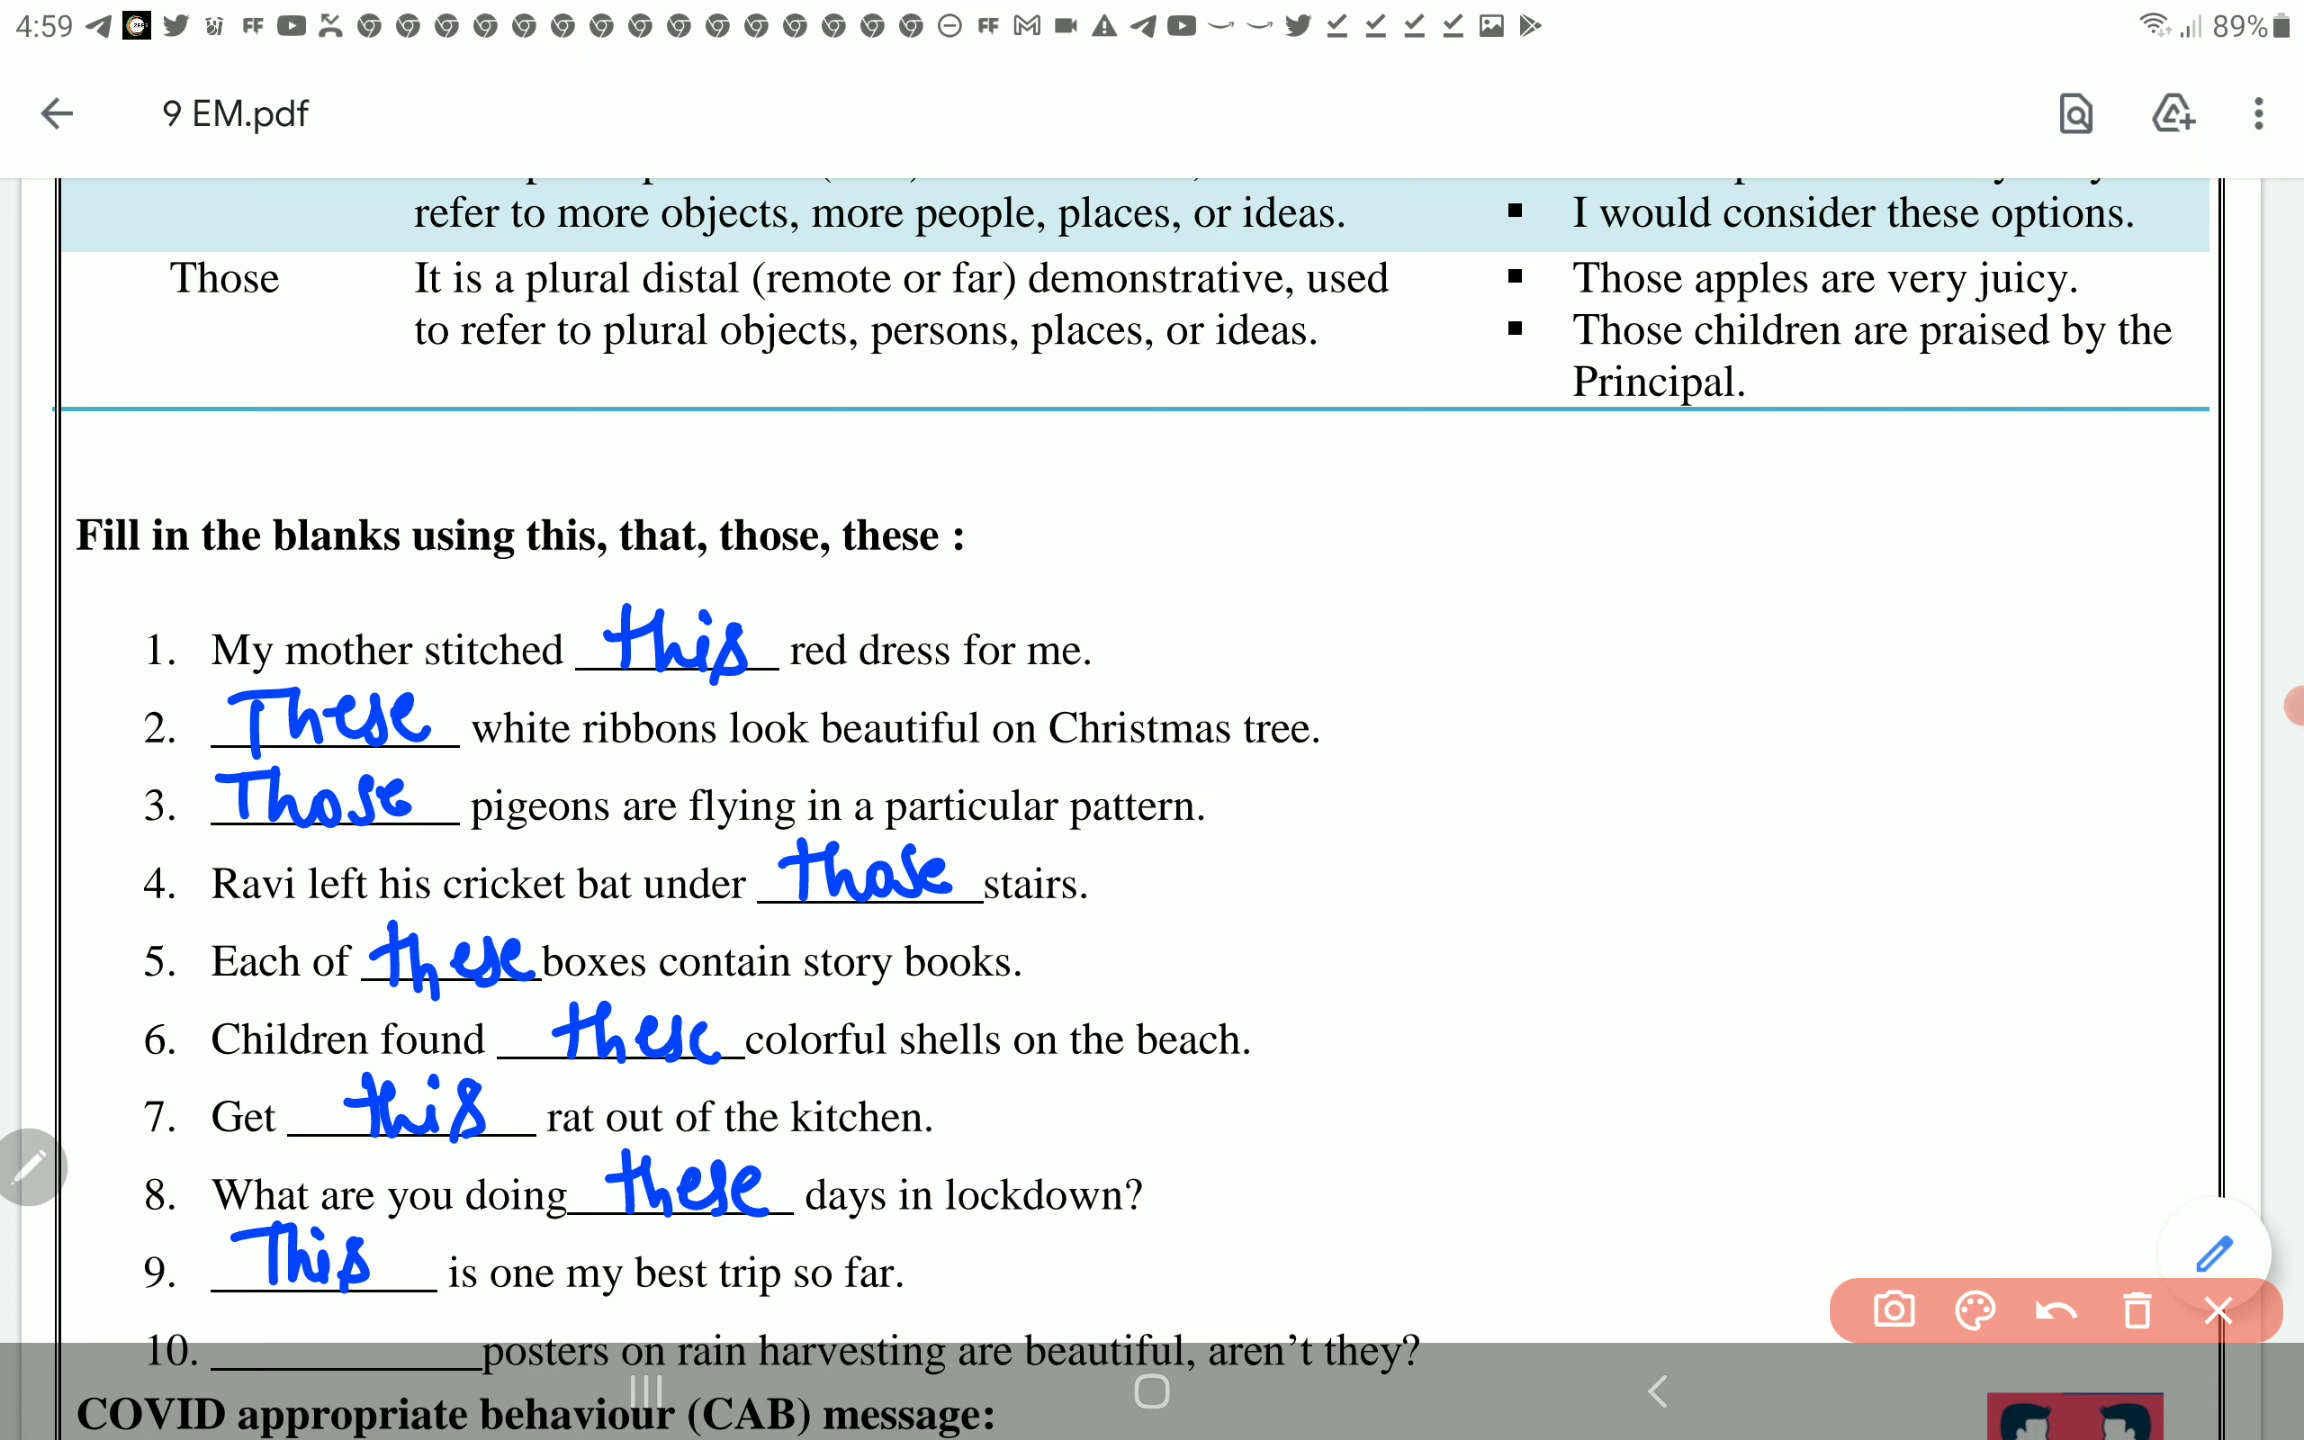 4:59 FF FF 89%
9 EM.pdf
refer to more objects, more people, places, or ideas. ▪ I would consider these options.
Those It is a plural distal (remote or far) demonstrative, used ▪ Those apples are very juicy.
to refer to plural objects, persons, places, or ideas. ▪ Those children are praised by the
Principal.
Fill in the blanks using this, that, those, these :
1. My mother stitched this red dress for me.
2. These white ribbons look beautiful on Christmas tree.
3. Those pigeons are flying in a particular pattern.
4. Ravi left his cricket bat under those stairs.
5. Each of these boxes contain story books.
6. Children found these colorful shells on the beach.
7. Get this rat out of the kitchen.
8. What are you doing these days in lockdown?
9. This is one my best trip so far.
10. ____________posters on rain harvesting are beautiful, aren’t they?
COVID appropriate behaviour (CAB) message: